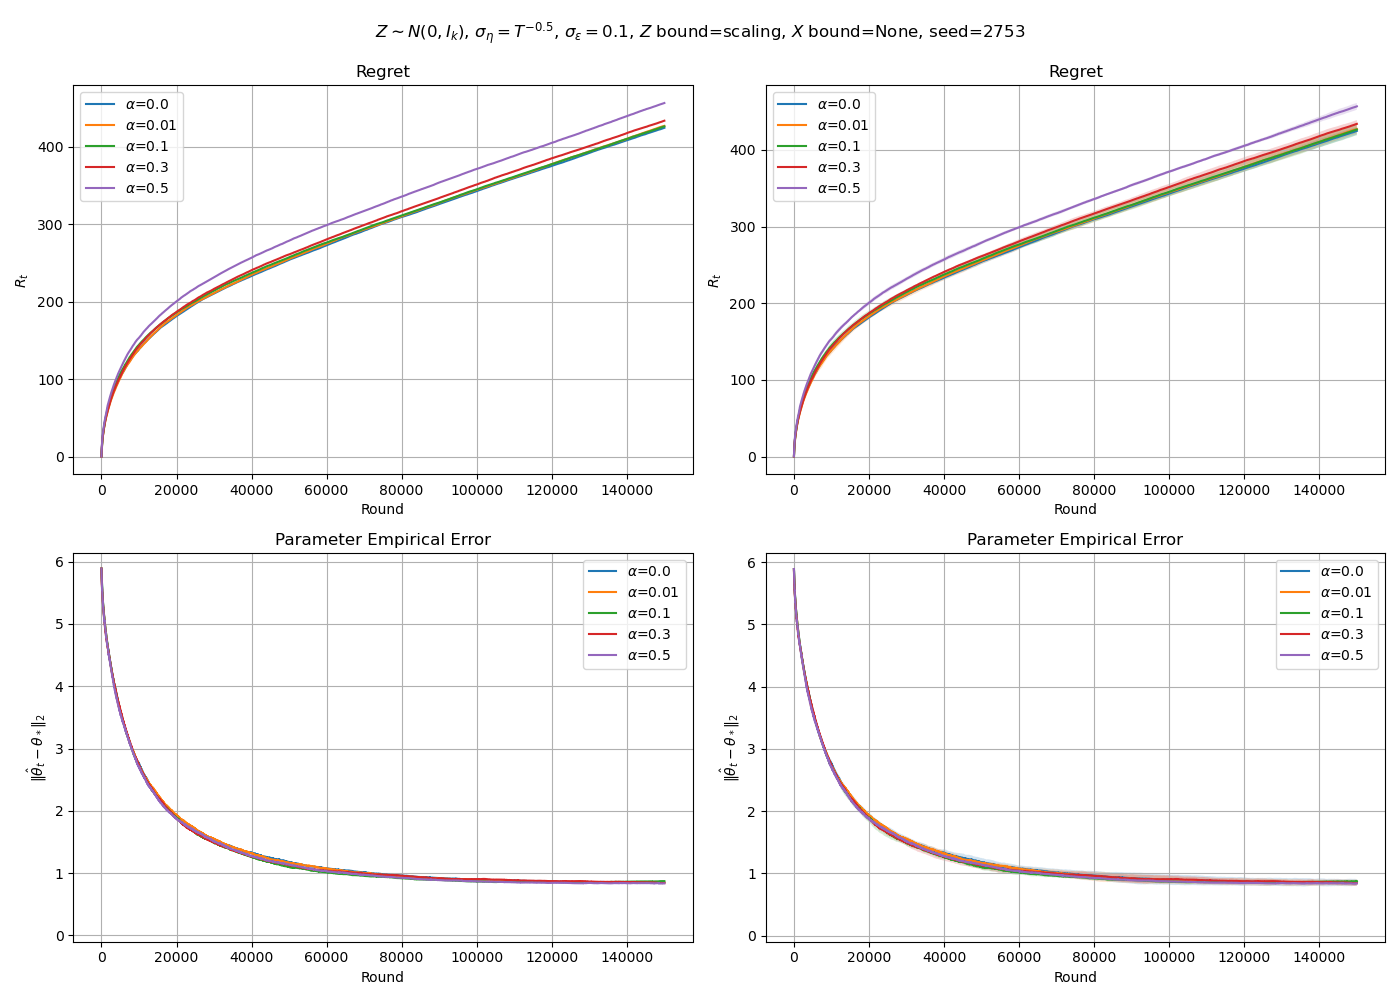 Z ∼ N(0, I_k), σ_η = T^{−0.5}, σ_ε = 0.1, Z bound=scaling, X bound=None, seed=2753
Regret
R_t
400
300
200
100
0
α=0.0
α=0.01
α=0.1
α=0.3
α=0.5
0 20000 40000 60000 80000 100000 120000 140000
Round
Regret
R_t
400
300
200
100
0
α=0.0
α=0.01
α=0.1
α=0.3
α=0.5
0 20000 40000 60000 80000 100000 120000 140000
Round
Parameter Empirical Error
‖θ̂_t − θ_*‖_2
6
5
4
3
2
1
0
α=0.0
α=0.01
α=0.1
α=0.3
α=0.5
0 20000 40000 60000 80000 100000 120000 140000
Round
Parameter Empirical Error
‖θ̂_t − θ_*‖_2
6
5
4
3
2
1
0
α=0.0
α=0.01
α=0.1
α=0.3
α=0.5
0 20000 40000 60000 80000 100000 120000 140000
Round